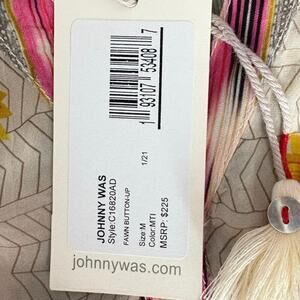 1 93107 53408 7
JOHNNY WAS
Style:C16820AD
FAWN BUTTON-UP
1/21
Size:M
Color:MTI
MSRP: $225
johnnywas.com